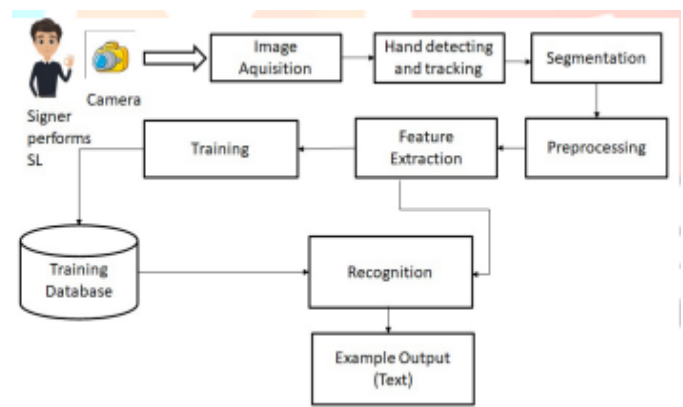 Signer
performs
SL
Camera
Image
Aquisition
Hand detecting
and tracking
Segmentation
Preprocessing
Feature
Extraction
Training
Training
Database
Recognition
Example Output
(Text)